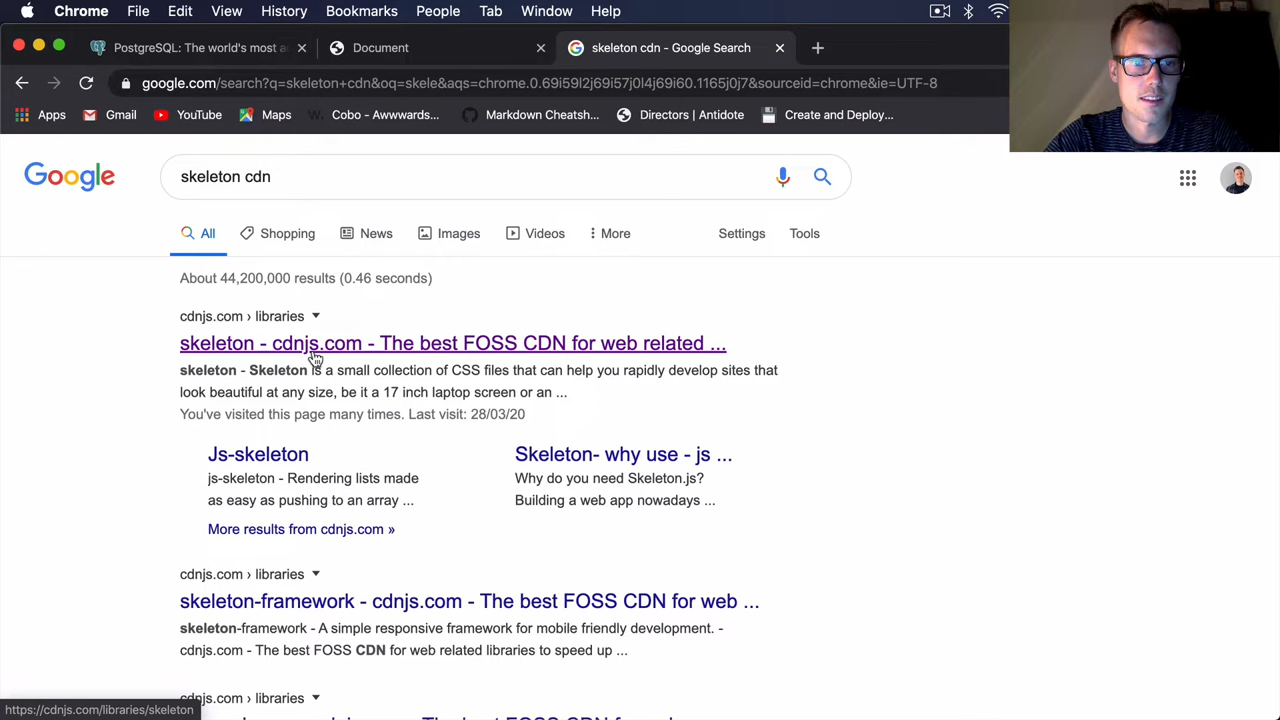 Chrome File Edit View History Bookmarks People Tab Window Help
PostgreSQL: The world's most a
Document
skeleton cdn - Google Search
google.com/search?q=skeleton+cdn&oq=skele&aqs=chrome.0.69i59l2j69i57j0l4j69i60.1165j0j7&sourceid=chrome&ie=UTF-8
Apps Gmail YouTube Maps Cobo - Awwwards... Markdown Cheatsh... Directors | Antidote Create and Deploy...
Google
skeleton cdn
All Shopping News Images Videos More Settings Tools
About 44,200,000 results (0.46 seconds)
cdnjs.com › libraries
skeleton - cdnjs.com - The best FOSS CDN for web related ...
skeleton - Skeleton is a small collection of CSS files that can help you rapidly develop sites that
look beautiful at any size, be it a 17 inch laptop screen or an ...
You've visited this page many times. Last visit: 28/03/20
Js-skeleton
js-skeleton - Rendering lists made
as easy as pushing to an array ...
Skeleton- why use - js ...
Why do you need Skeleton.js?
Building a web app nowadays ...
More results from cdnjs.com »
cdnjs.com › libraries
skeleton-framework - cdnjs.com - The best FOSS CDN for web ...
skeleton-framework - A simple responsive framework for mobile friendly development. -
cdnjs.com - The best FOSS CDN for web related libraries to speed up ...
cdnjs.com › libraries
https://cdnjs.com/libraries/skeleton